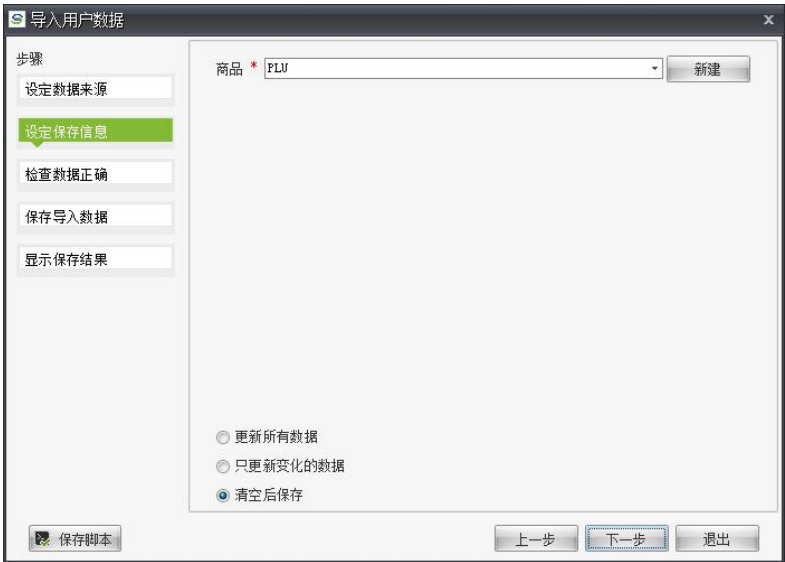 导入用户数据
步骤
设定数据来源
设定保存信息
检查数据正确
保存导入数据
显示保存结果
商品 * PLU 新建
更新所有数据
只更新变化的数据
清空后保存
保存脚本 上一步 下一步 退出